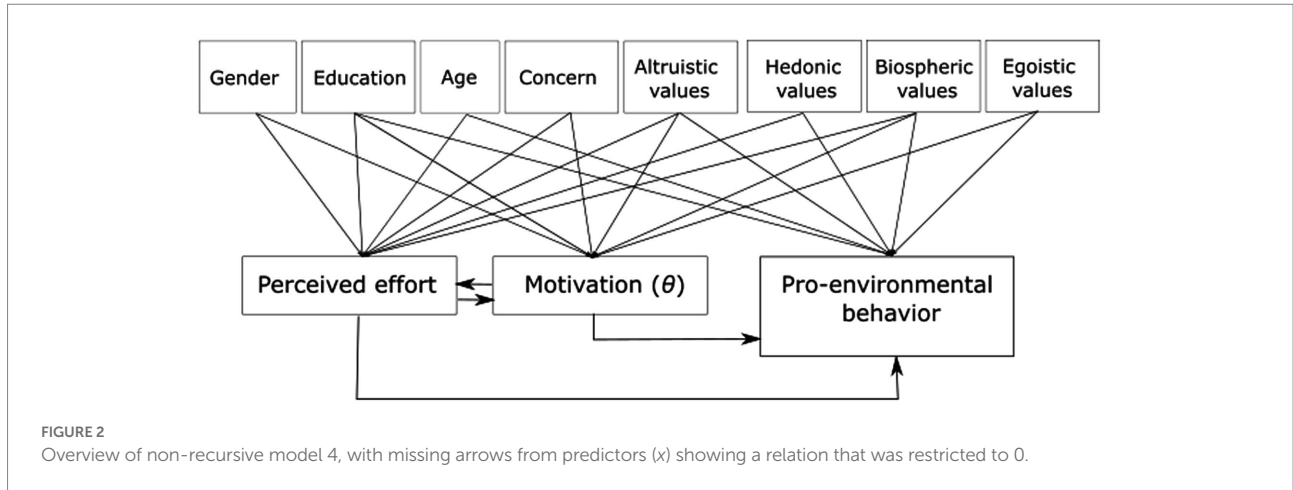 Gender
Education
Age
Concern
Altruistic
values
Hedonic
values
Biospheric
values
Egoistic
values
Perceived effort
Motivation (θ)
Pro-environmental
behavior
FIGURE 2
Overview of non-recursive model 4, with missing arrows from predictors (x) showing a relation that was restricted to 0.